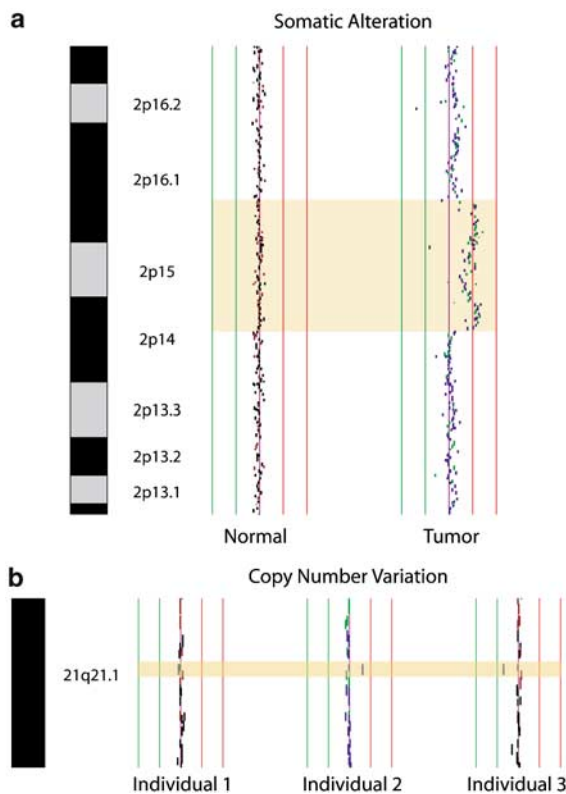 a
Somatic Alteration
2p16.2
2p16.1
2p15
2p14
2p13.3
2p13.2
2p13.1
Normal Tumor
b
Copy Number Variation
21q21.1
Individual 1 Individual 2 Individual 3